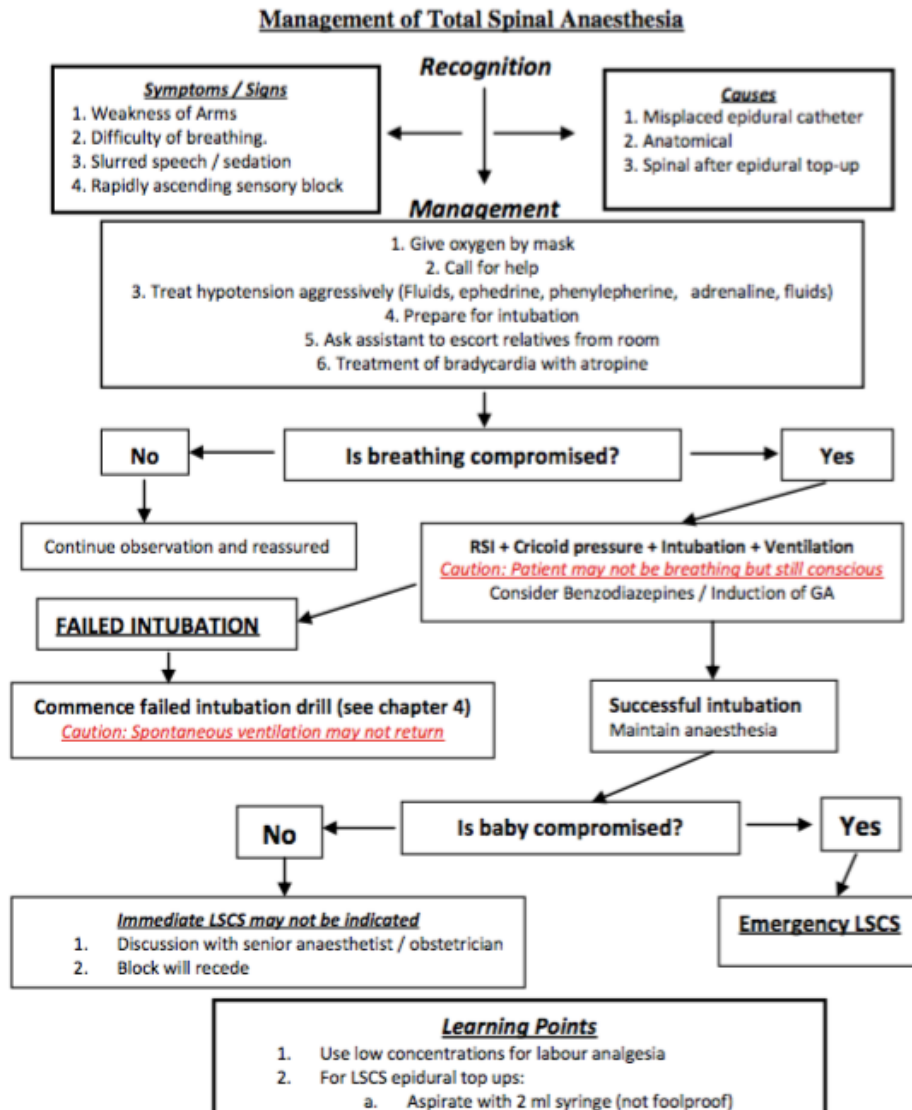 Management of Total Spinal Anaesthesia
Recognition
Symptoms / Signs
1. Weakness of Arms
2. Difficulty of breathing.
3. Slurred speech / sedation
4. Rapidly ascending sensory block
Causes
1. Misplaced epidural catheter
2. Anatomical
3. Spinal after epidural top-up
Management
1. Give oxygen by mask
2. Call for help
3. Treat hypotension aggressively (Fluids, ephedrine, phenylepherine, adrenaline, fluids)
4. Prepare for intubation
5. Ask assistant to escort relatives from room
6. Treatment of bradycardia with atropine
No
Is breathing compromised?
Yes
Continue observation and reassured
RSI + Cricoid pressure + Intubation + Ventilation
Caution: Patient may not be breathing but still conscious
Consider Benzodiazepines / Induction of GA
FAILED INTUBATION
Commence failed intubation drill (see chapter 4)
Caution: Spontaneous ventilation may not return
Successful intubation
Maintain anaesthesia
No
Is baby compromised?
Yes
Immediate LSCS may not be indicated
1. Discussion with senior anaesthetist / obstetrician
2. Block will recede
Emergency LSCS
Learning Points
1. Use low concentrations for labour analgesia
2. For LSCS epidural top ups:
a. Aspirate with 2 ml syringe (not foolproof)